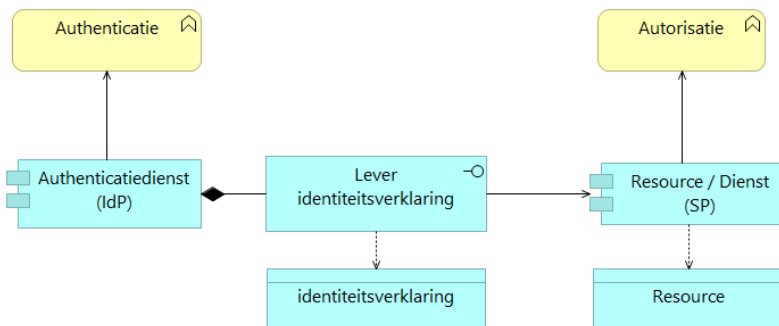 Authenticatie
Autorisatie
Authenticatiedienst
(IdP)
Lever
identiteitsverklaring
Resource / Dienst
(SP)
identiteitsverklaring
Resource